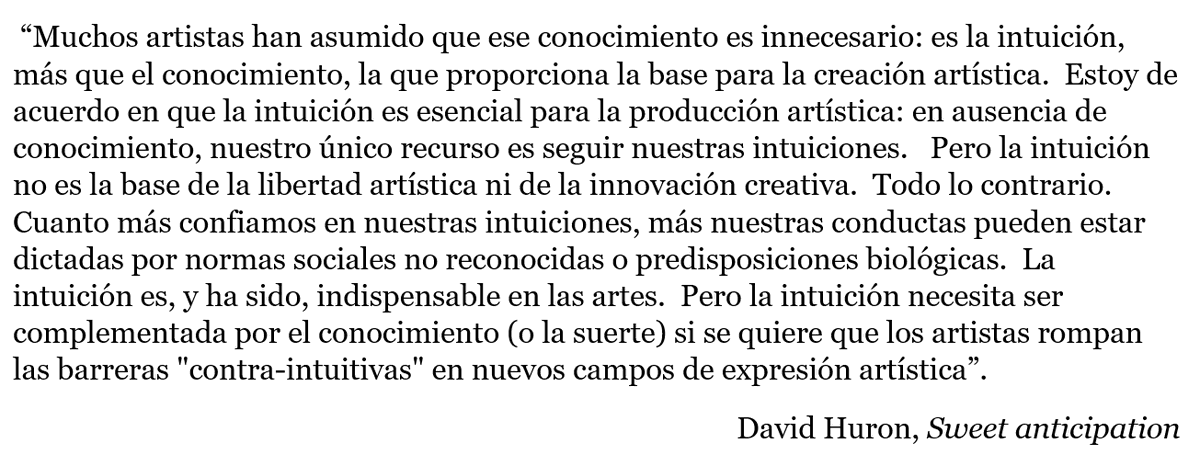 “Muchos artistas han asumido que ese conocimiento es innecesario: es la intuición,
más que el conocimiento, la que proporciona la base para la creación artística.  Estoy de
acuerdo en que la intuición es esencial para la producción artística: en ausencia de
conocimiento, nuestro único recurso es seguir nuestras intuiciones.   Pero la intuición
no es la base de la libertad artística ni de la innovación creativa.  Todo lo contrario.
Cuanto más confiamos en nuestras intuiciones, más nuestras conductas pueden estar
dictadas por normas sociales no reconocidas o predisposiciones biológicas.  La
intuición es, y ha sido, indispensable en las artes.  Pero la intuición necesita ser
complementada por el conocimiento (o la suerte) si se quiere que los artistas rompan
las barreras "contra-intuitivas" en nuevos campos de expresión artística”.
David Huron, Sweet anticipation